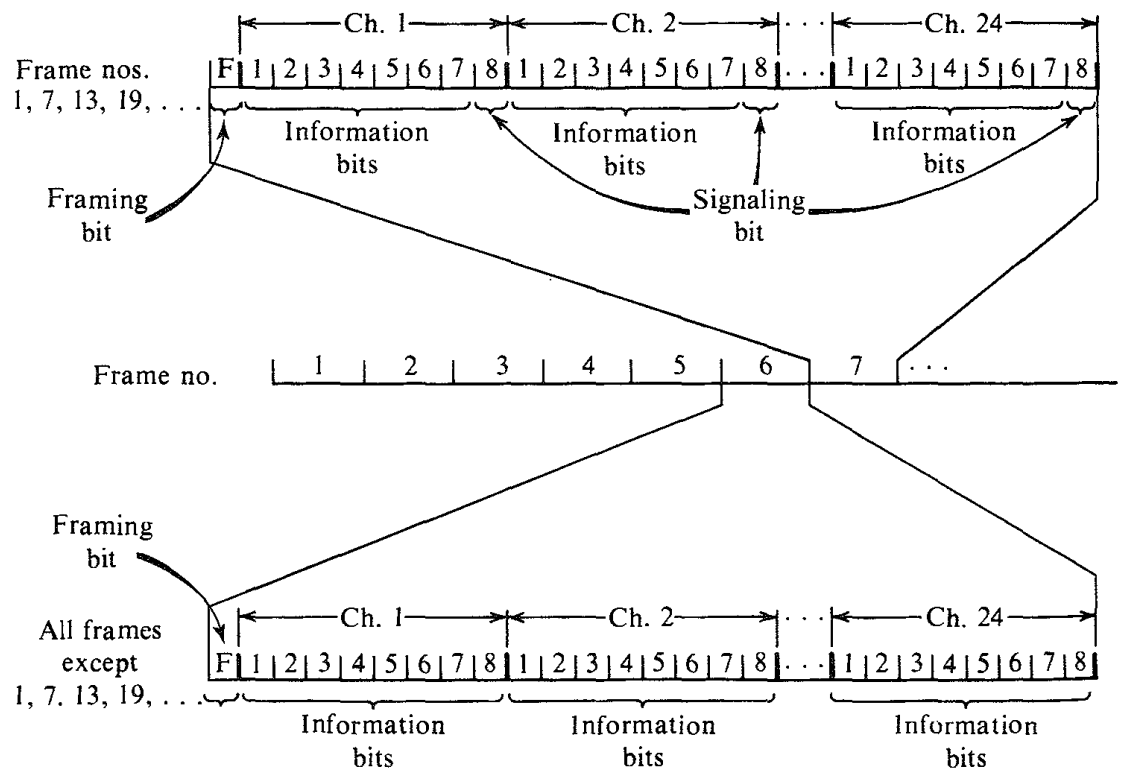 Ch. 1 Ch. 2 . . . Ch. 24
Frame nos.
1, 7, 13, 19, . . .
F 1 2 3 4 5 6 7 8 1 2 3 4 5 6 7 8 . . . 1 2 3 4 5 6 7 8
Information bits
Information bits
Information bits
Framing bit
Signaling bit
Frame no. 1 2 3 4 5 6 7 . . .
Framing bit
Ch. 1 Ch. 2 . . . Ch. 24
All frames
except
1, 7. 13, 19, . . .
F 1 2 3 4 5 6 7 8 1 2 3 4 5 6 7 8 . . . 1 2 3 4 5 6 7 8
Information bits
Information bits
Information bits